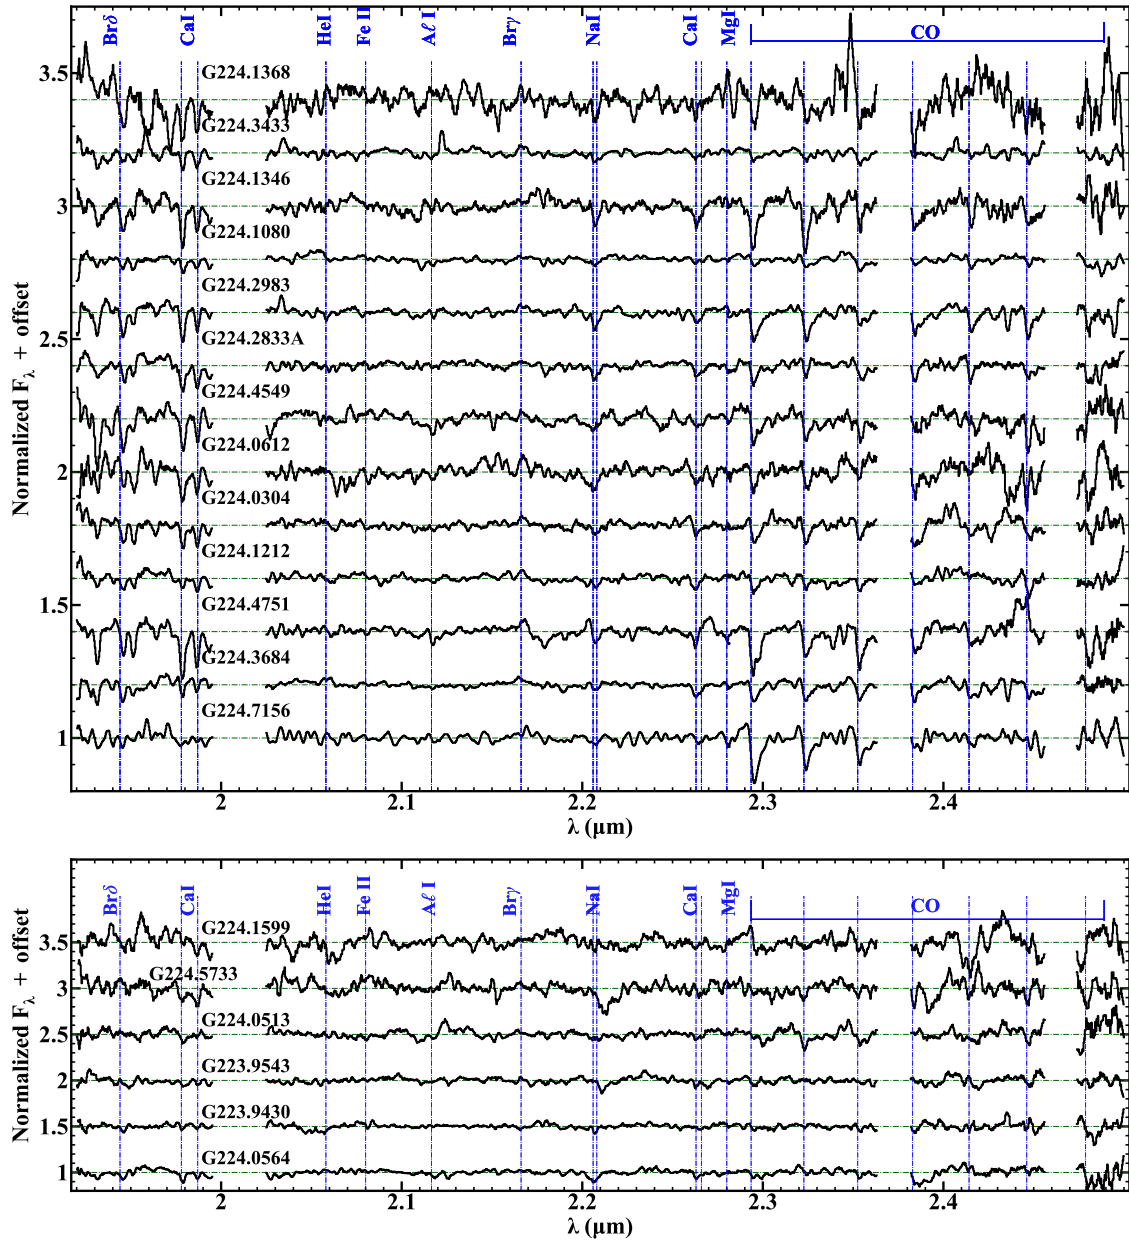 Brδ CaI HeI Fe II Aℓ I Brγ NaI CaI MgI CO
3.5
G224.1368
G224.3433
G224.1346
3
G224.1080
G224.2983
2.5
G224.2833A
G224.4549
G224.0612
2
G224.0304
G224.1212
1.5
G224.4751
G224.3684
G224.7156
1
Normalized Fλ + offset
2 2.1 2.2 2.3 2.4
λ (μm)
Brδ CaI HeI Fe II Aℓ I Brγ NaI CaI MgI CO
3.5 G224.1599
G224.5733
3
G224.0513
2.5
G223.9543
2
G223.9430
1.5
G224.0564
1
Normalized Fλ + offset
2 2.1 2.2 2.3 2.4
λ (μm)